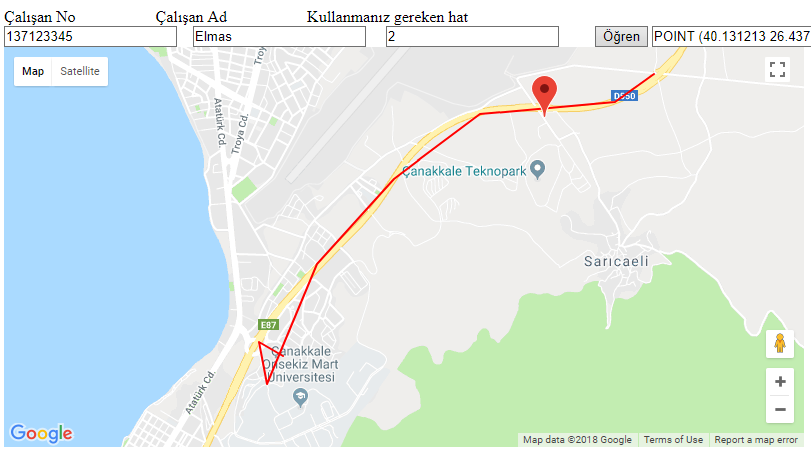 Çalışan No Çalışan Ad Kullanmanız gereken hat
137123345 Elmas 2 Öğren POINT (40.131213 26.437
Map Satellite
Troya Cd.
Atatürk Cd.
Troya Cd.
D550
Çanakkale Teknopark
Sarıcaeli
E87
Çanakkale
Onsekiz Mart
Üniversitesi
Atatürk Cd.
Google
Map data ©2018 Google Terms of Use Report a map error